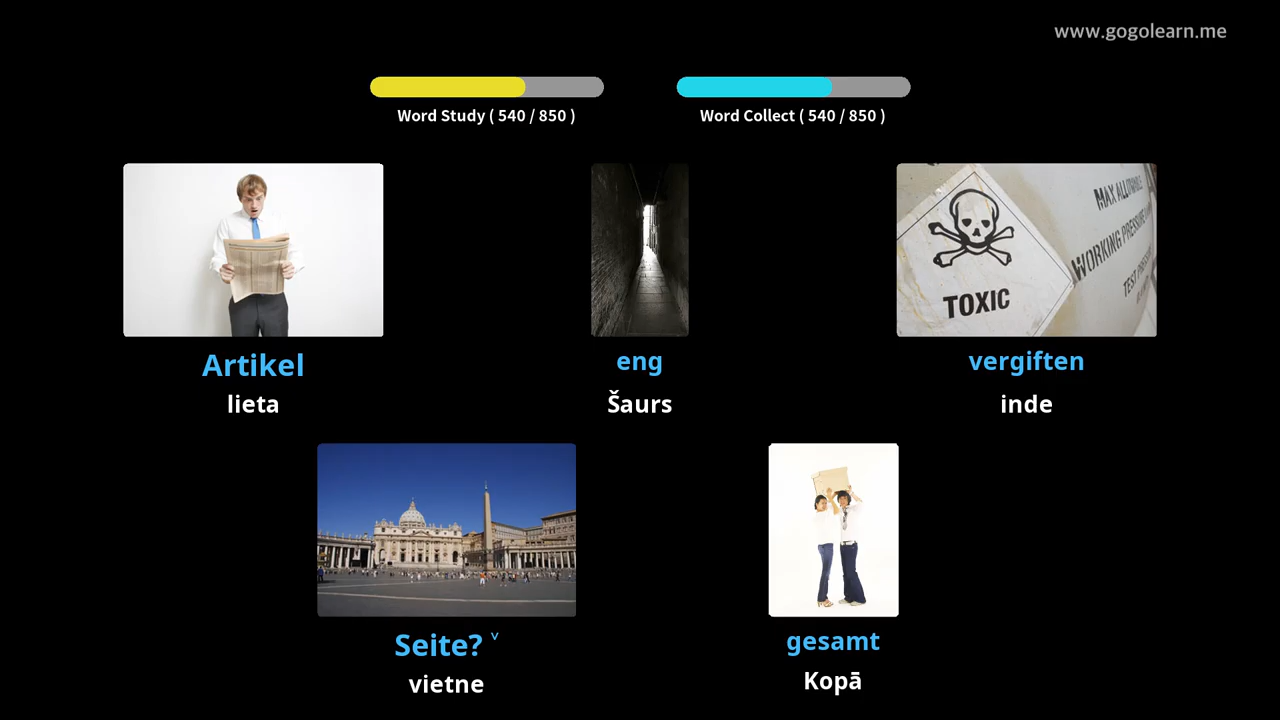 www.gogolearn.me
Word Study ( 540 / 850 )
Word Collect ( 540 / 850 )
MAX ALLOWABLE
WORKING PRESSURE
TEST
TOXIC
Artikel
lieta
eng
Šaurs
vergiften
inde
Seite? ˅
vietne
gesamt
Kopā